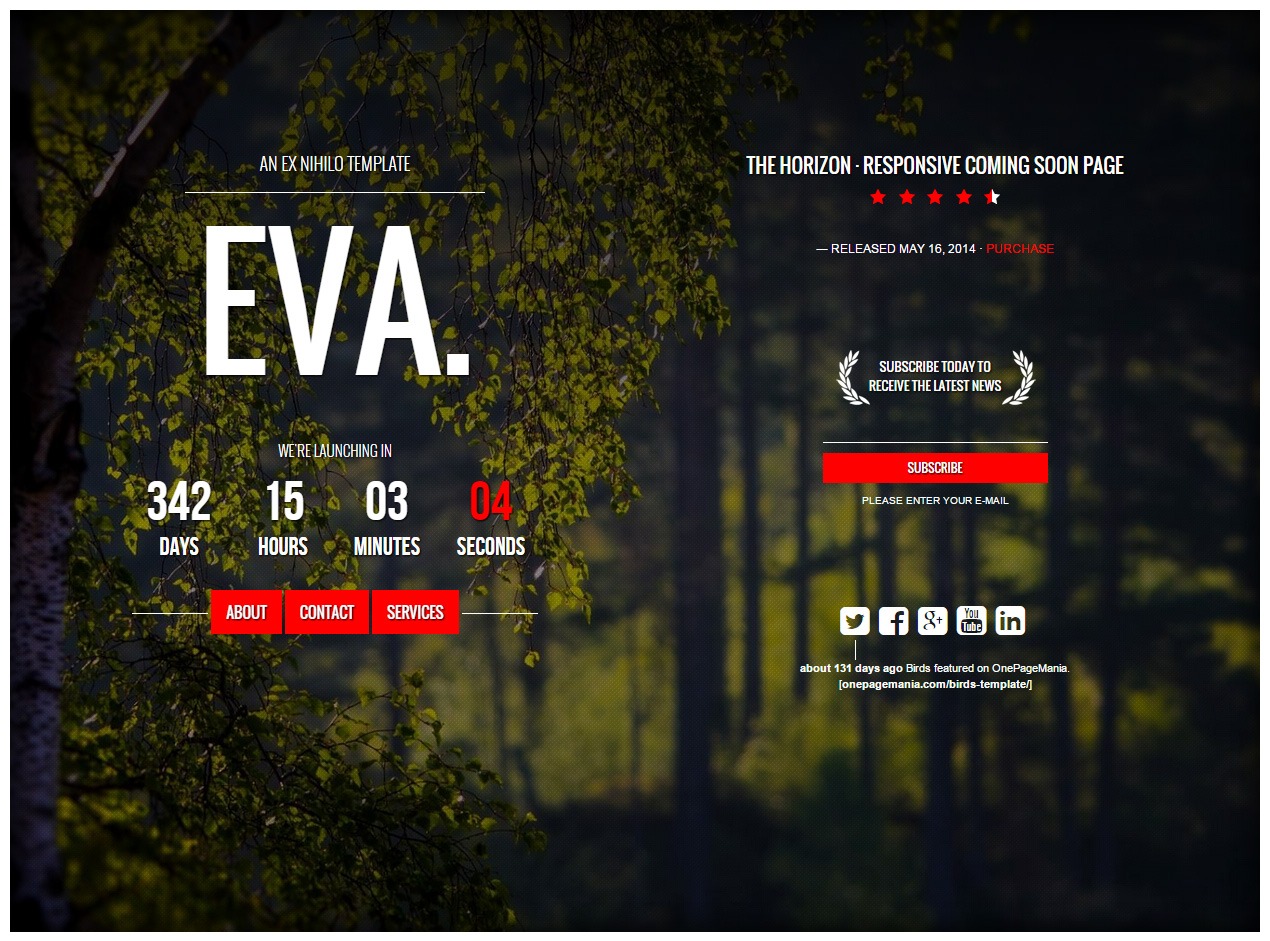 AN EX NIHILO TEMPLATE
EVA.
WE'RE LAUNCHING IN
342 15 03 04
DAYS HOURS MINUTES SECONDS
ABOUT CONTACT SERVICES
THE HORIZON · RESPONSIVE COMING SOON PAGE
— RELEASED MAY 16, 2014 · PURCHASE
SUBSCRIBE TODAY TO
RECEIVE THE LATEST NEWS
SUBSCRIBE
PLEASE ENTER YOUR E-MAIL
g+ You Tube in
about 131 days ago Birds featured on OnePageMania.
[onepagemania.com/birds-template/]